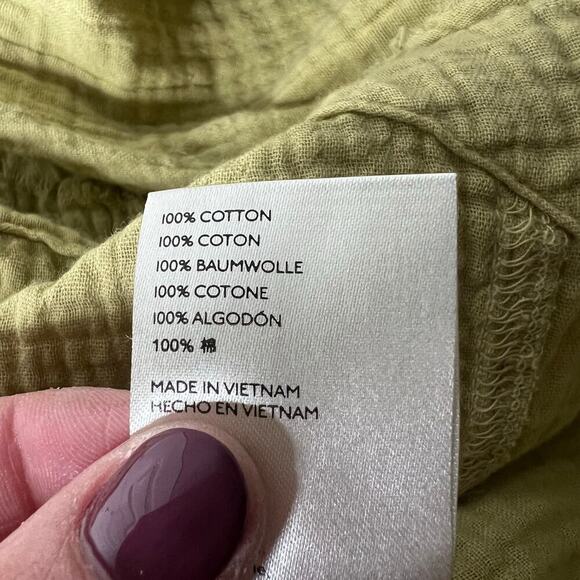 100% COTTON
100% COTON
100% BAUMWOLLE
100% COTONE
100% ALGODÓN
100% 棉
MADE IN VIETNAM
HECHO EN VIETNAM